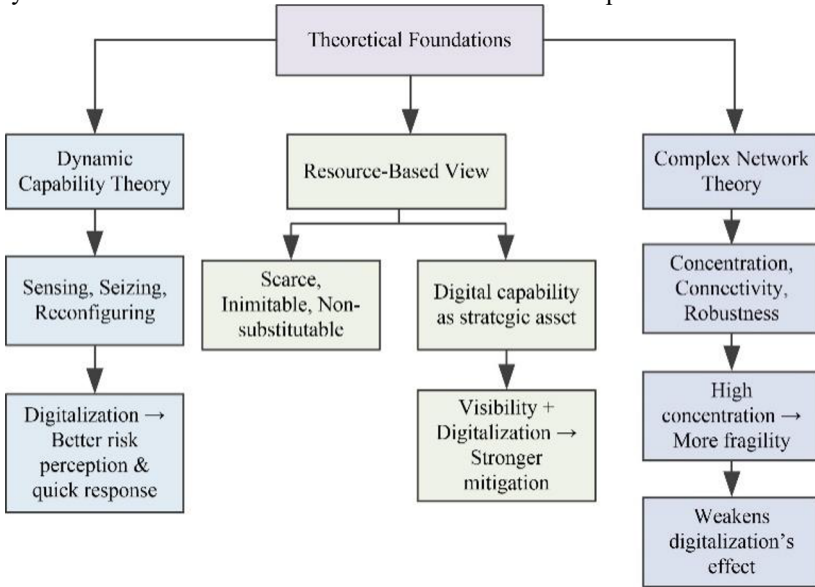 Theoretical Foundations
Dynamic
Capability Theory
Resource-Based View
Complex Network
Theory
Sensing, Seizing,
Reconfiguring
Scarce,
Inimitable, Non-
substitutable
Digital capability
as strategic asset
Concentration,
Connectivity,
Robustness
Digitalization →
Better risk
perception &
quick response
Visibility +
Digitalization →
Stronger
mitigation
High
concentration →
More fragility
Weakens
digitalization's
effect